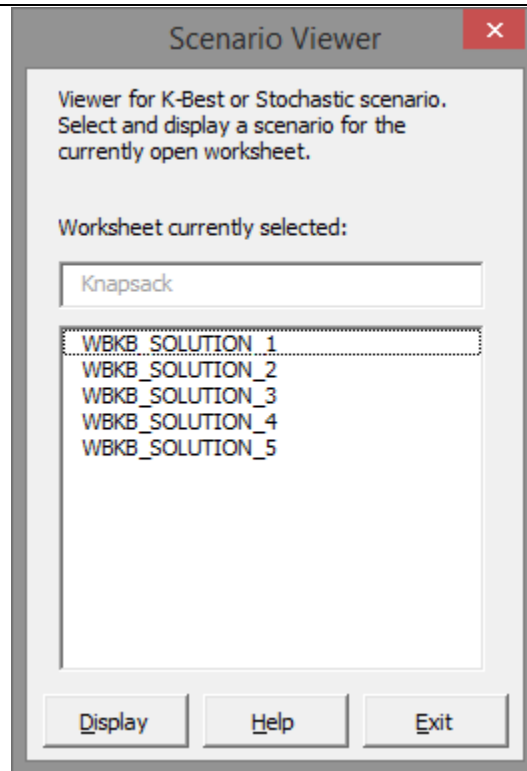 Scenario Viewer
Viewer for K-Best or Stochastic scenario.
Select and display a scenario for the
currently open worksheet.
Worksheet currently selected:
Knapsack
WBKB_SOLUTION_1
WBKB_SOLUTION_2
WBKB_SOLUTION_3
WBKB_SOLUTION_4
WBKB_SOLUTION_5
Display Help Exit